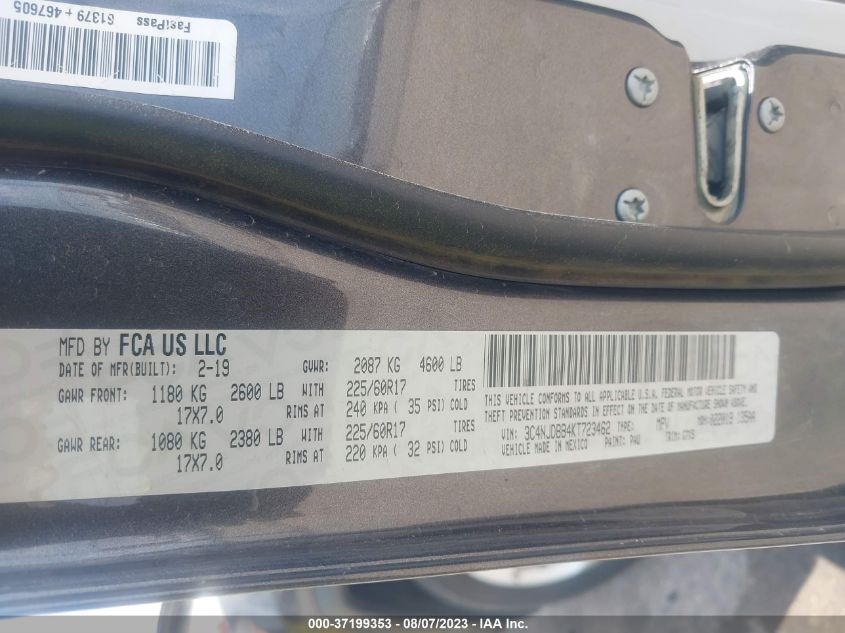 FastPass
61379 + 467605
MFD BY FCA US LLC
DATE OF MFR(BUILT): 2-19 GVWR: 2087 KG 4600 LB
GAWR FRONT: 1180 KG 2600 LB WITH 225/60R17 TIRES
17X7.0 RIMS AT 240 KPA ( 35 PSI) COLD
GAWR REAR: 1080 KG 2380 LB WITH 225/60R17 TIRES
17X7.0 RIMS AT 220 KPA ( 32 PSI) COLD
THIS VEHICLE CONFORMS TO ALL APPLICABLE U.S.A. FEDERAL MOTOR VEHICLE SAFETY AND
THEFT PREVENTION STANDARDS IN EFFECT ON THE DATE OF MANUFACTURE SHOWN ABOVE.
VIN: 3C4NJDBB4KT723462 TYPE: MPV
VEHICLE MADE IN MEXICO PAINT: PAU
000-37199353 - 08/07/2023 - IAA Inc.